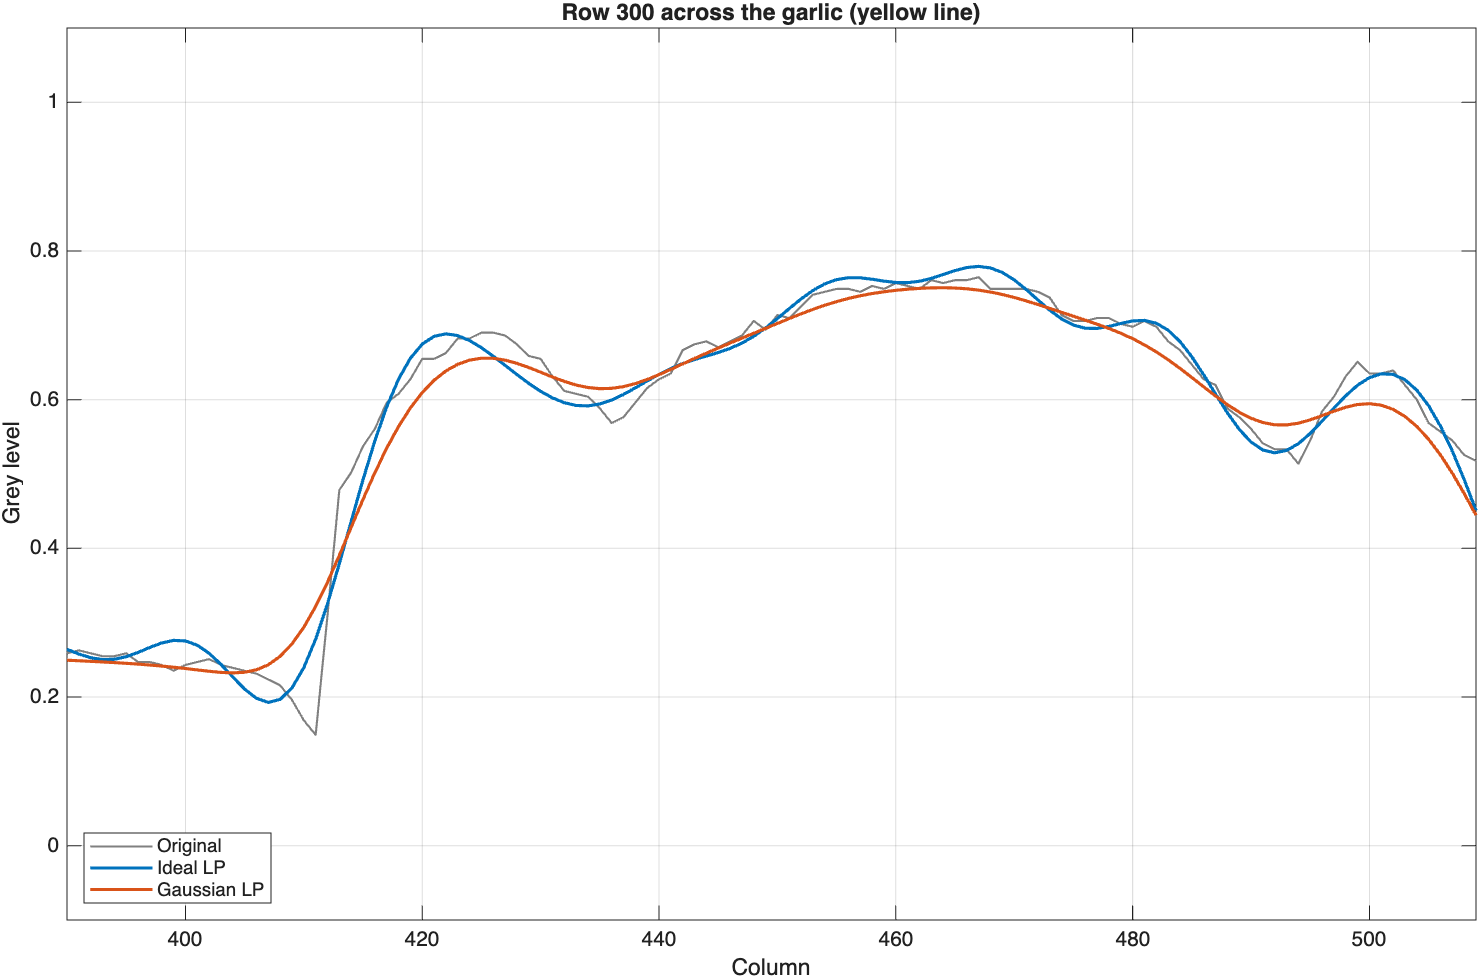 Row 300 across the garlic (yellow line)
1
0.8
0.6
0.4
0.2
0
Grey level
Original
Ideal LP
Gaussian LP
400 420 440 460 480 500
Column